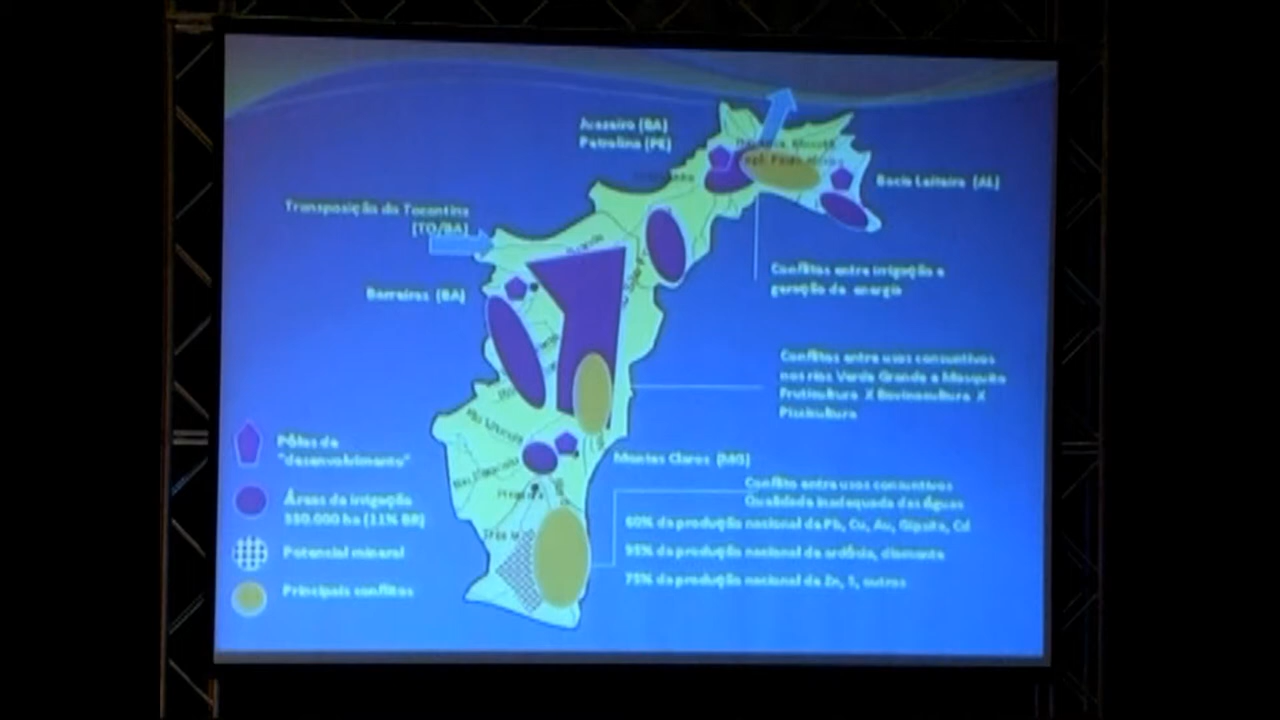 Juazeiro (BA)
Petrolina (PE)
Bacia Leiteira (AL)
Transposição do Tocantins
(TO/BA)
Barreiras (BA)
Conflitos entre irrigação e
geração de energia
Conflitos entre usos consuntivos
nos rios Verde Grande e Mosquito
Fruticultura X Bovinocultura X
Piscicultura
Montes Claros (MG)
Conflito entre usos consuntivos
Qualidade inadequada das águas
60% da produção nacional de Pb, Cu, Au, Gipsita, Cd
95% da produção nacional de ardósia, diamante
75% da produção nacional de Zn, S, outros
Pólos de
"desenvolvimento"
Áreas de irrigação
550.000 ha (11% BR)
Potencial mineral
Principais conflitos